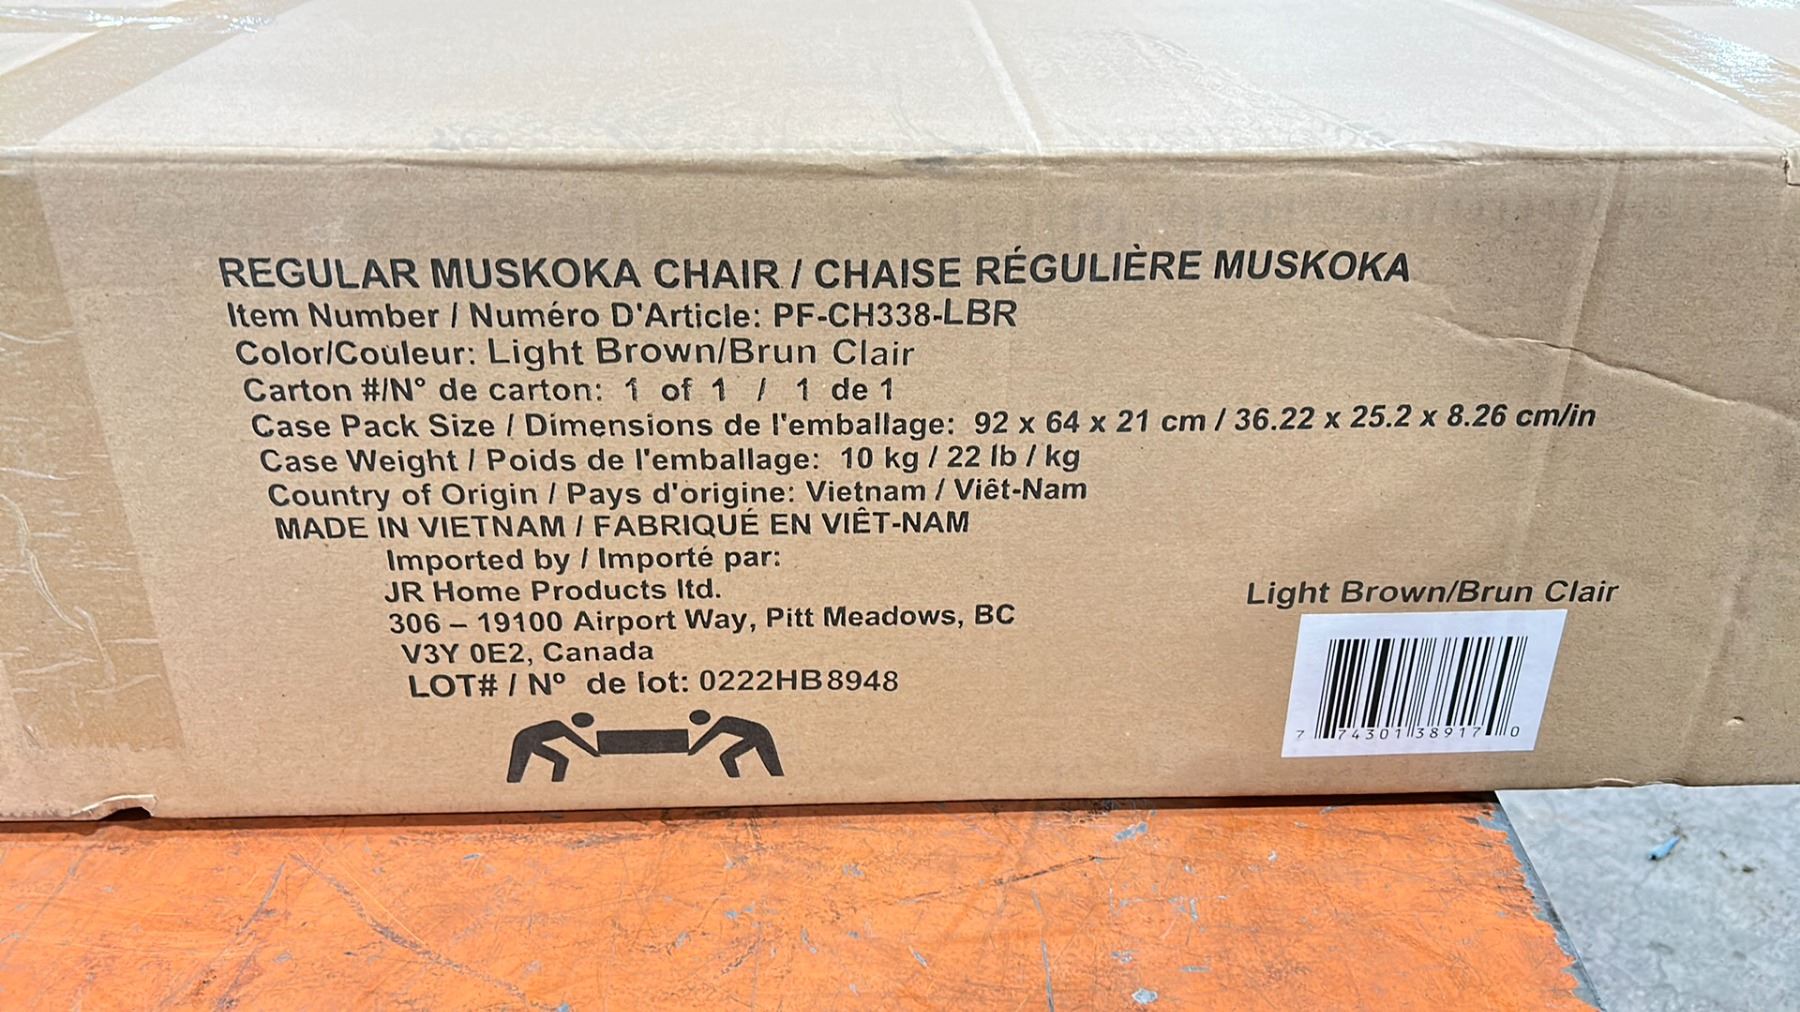 REGULAR MUSKOKA CHAIR / CHAISE RÉGULIÈRE MUSKOKA
Item Number / Numéro D'Article: PF-CH338-LBR
Color/Couleur: Light Brown/Brun Clair
Carton #/N° de carton: 1 of 1 / 1 de 1
Case Pack Size / Dimensions de l'emballage: 92 x 64 x 21 cm / 36.22 x 25.2 x 8.26 cm/in
Case Weight / Poids de l'emballage: 10 kg / 22 lb / kg
Country of Origin / Pays d'origine: Vietnam / Viêt-Nam
MADE IN VIETNAM / FABRIQUÉ EN VIÊT-NAM
Imported by / Importé par:
JR Home Products ltd.
306 – 19100 Airport Way, Pitt Meadows, BC
V3Y 0E2, Canada
LOT# / Nº de lot: 0222HB8948
Light Brown/Brun Clair
7 74301 38917 0